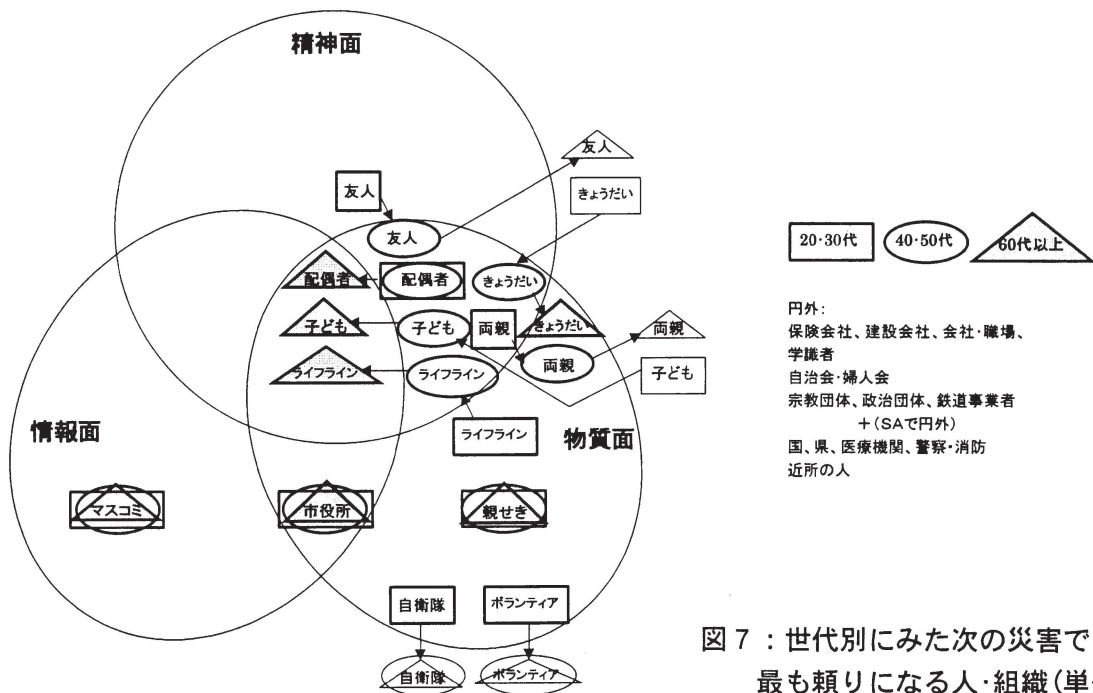 精神面
友人
きょうだい
友人
友人
配偶者
配偶者
きょうだい
子ども
子ども
両親
きょうだい
両親
ライフライン
ライフライン
両親
子ども
ライフライン
情報面
物質面
マスコミ
市役所
親せき
自衛隊
ボランティア
自衛隊
ボランティア
20・30代
40・50代
60代以上
円外:
保険会社、建設会社、会社・職場、
学識者
自治会・婦人会
宗教団体、政治団体、鉄道事業者
+(SAで円外)
国、県、医療機関、警察・消防
近所の人
図7:世代別にみた次の災害で
最も頼りになる人・組織(単